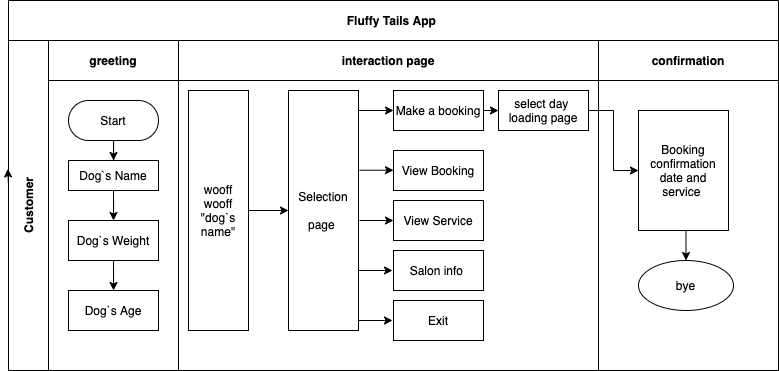 Fluffy Tails App
greeting
interaction page
confirmation
Customer
Start
Dog`s Name
Dog`s Weight
Dog`s Age
wooff
wooff
"dog`s
name"
Selection
page
Make a booking
select day
loading page
View Booking
View Service
Salon info
Exit
Booking
confirmation
date and
service
bye